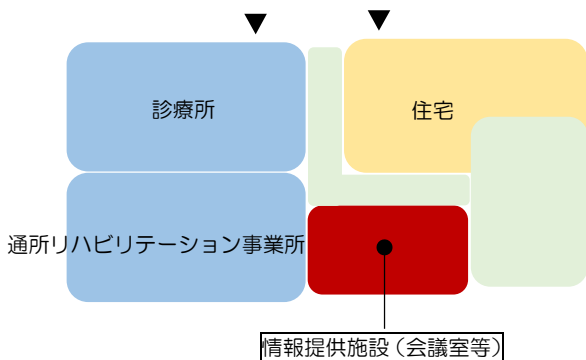 診療所
住宅
通所リハビリテーション事業所
情報提供施設（会議室等）